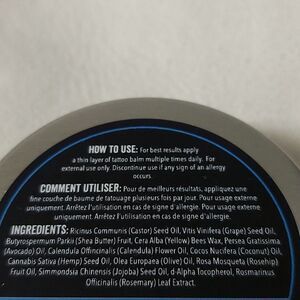 HOW TO USE: For best results apply
a thin layer of tattoo balm multiple times daily. For
external use only. Discontinue if any sign of an allergy
occurs.
COMMENT UTILISER: Pour de meilleurs résultats, appliquez une
fine couche de baume de tatouage plusieurs fois par jour. Pour usage externe
uniquement. Arrêtez l'utilisation en cas de signe d'allergie. Pour usage externe
uniquement. Arrêtez l'utilisation en cas de signe d'allergie.
INGREDIENTS: Ricinus Communis (Castor) Seed Oil, Vitis Vinifera (Grape) Seed Oil,
Butyrospermum Parkii (Shea Butter) Fruit, Cera Alba (Yellow) Bees Wax, Persea Gratissima
(Avocado) Oil, Calendula Officinalis (Calendula) Flower Oil, Cocos Nucifera (Coconut) Oil,
Cannabis Sativa (Hemp) Seed Oil, Olea Europaea (Olive) Oil, Rosa Mosqueta (Rosehip)
Fruit Oil, Simmondsia Chinensis (Jojoba) Seed Oil, d-Alpha Tocopherol, Rosmarinus
Officinalis (Rosemary) Leaf Extract.